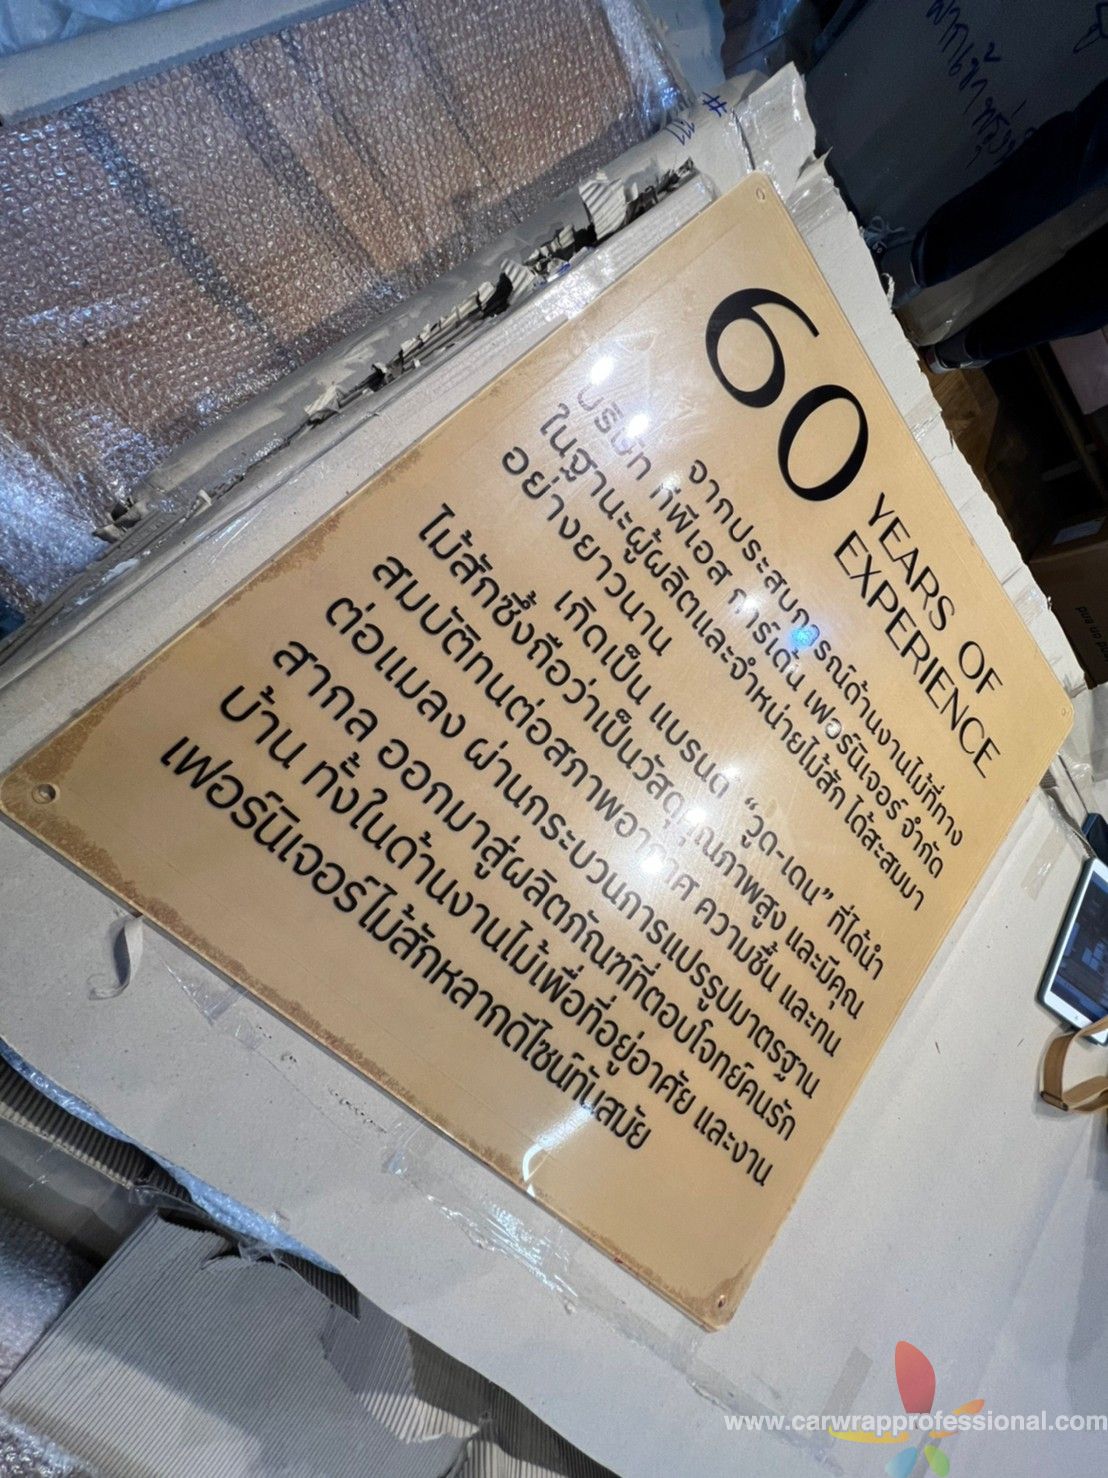 60 YEARS OF
EXPERIENCE
จากประสบการณ์ด้านงานไม้ที่ทาง
บริษัท ทีพีเอส การ์เด้น เฟอร์นิเจอร์ จำกัด
ในฐานะผู้ผลิตและจำหน่ายไม้สัก ได้สะสมมา
อย่างยาวนาน
เกิดเป็น แบรนด์ “วูด-เดน” ที่ได้นำ
ไม้สักซึ้งถือว่าเป็นวัสดุคุณภาพสูง และมีคุณ
สมบัติทนต่อสภาพอากาศ ความชื้น และทน
ต่อแมลง ผ่านกระบวนการแปรรูปมาตรฐาน
สากล ออกมาสู่ผลิตภัณฑ์ที่ตอบโจทย์คนรัก
บ้าน ทั้งในด้านงานไม้เพื่อที่อยู่อาศัย และงาน
เฟอร์นิเจอร์ไม้สักหลากดีไซน์ทันสมัย
www.carwrapprofessional.com